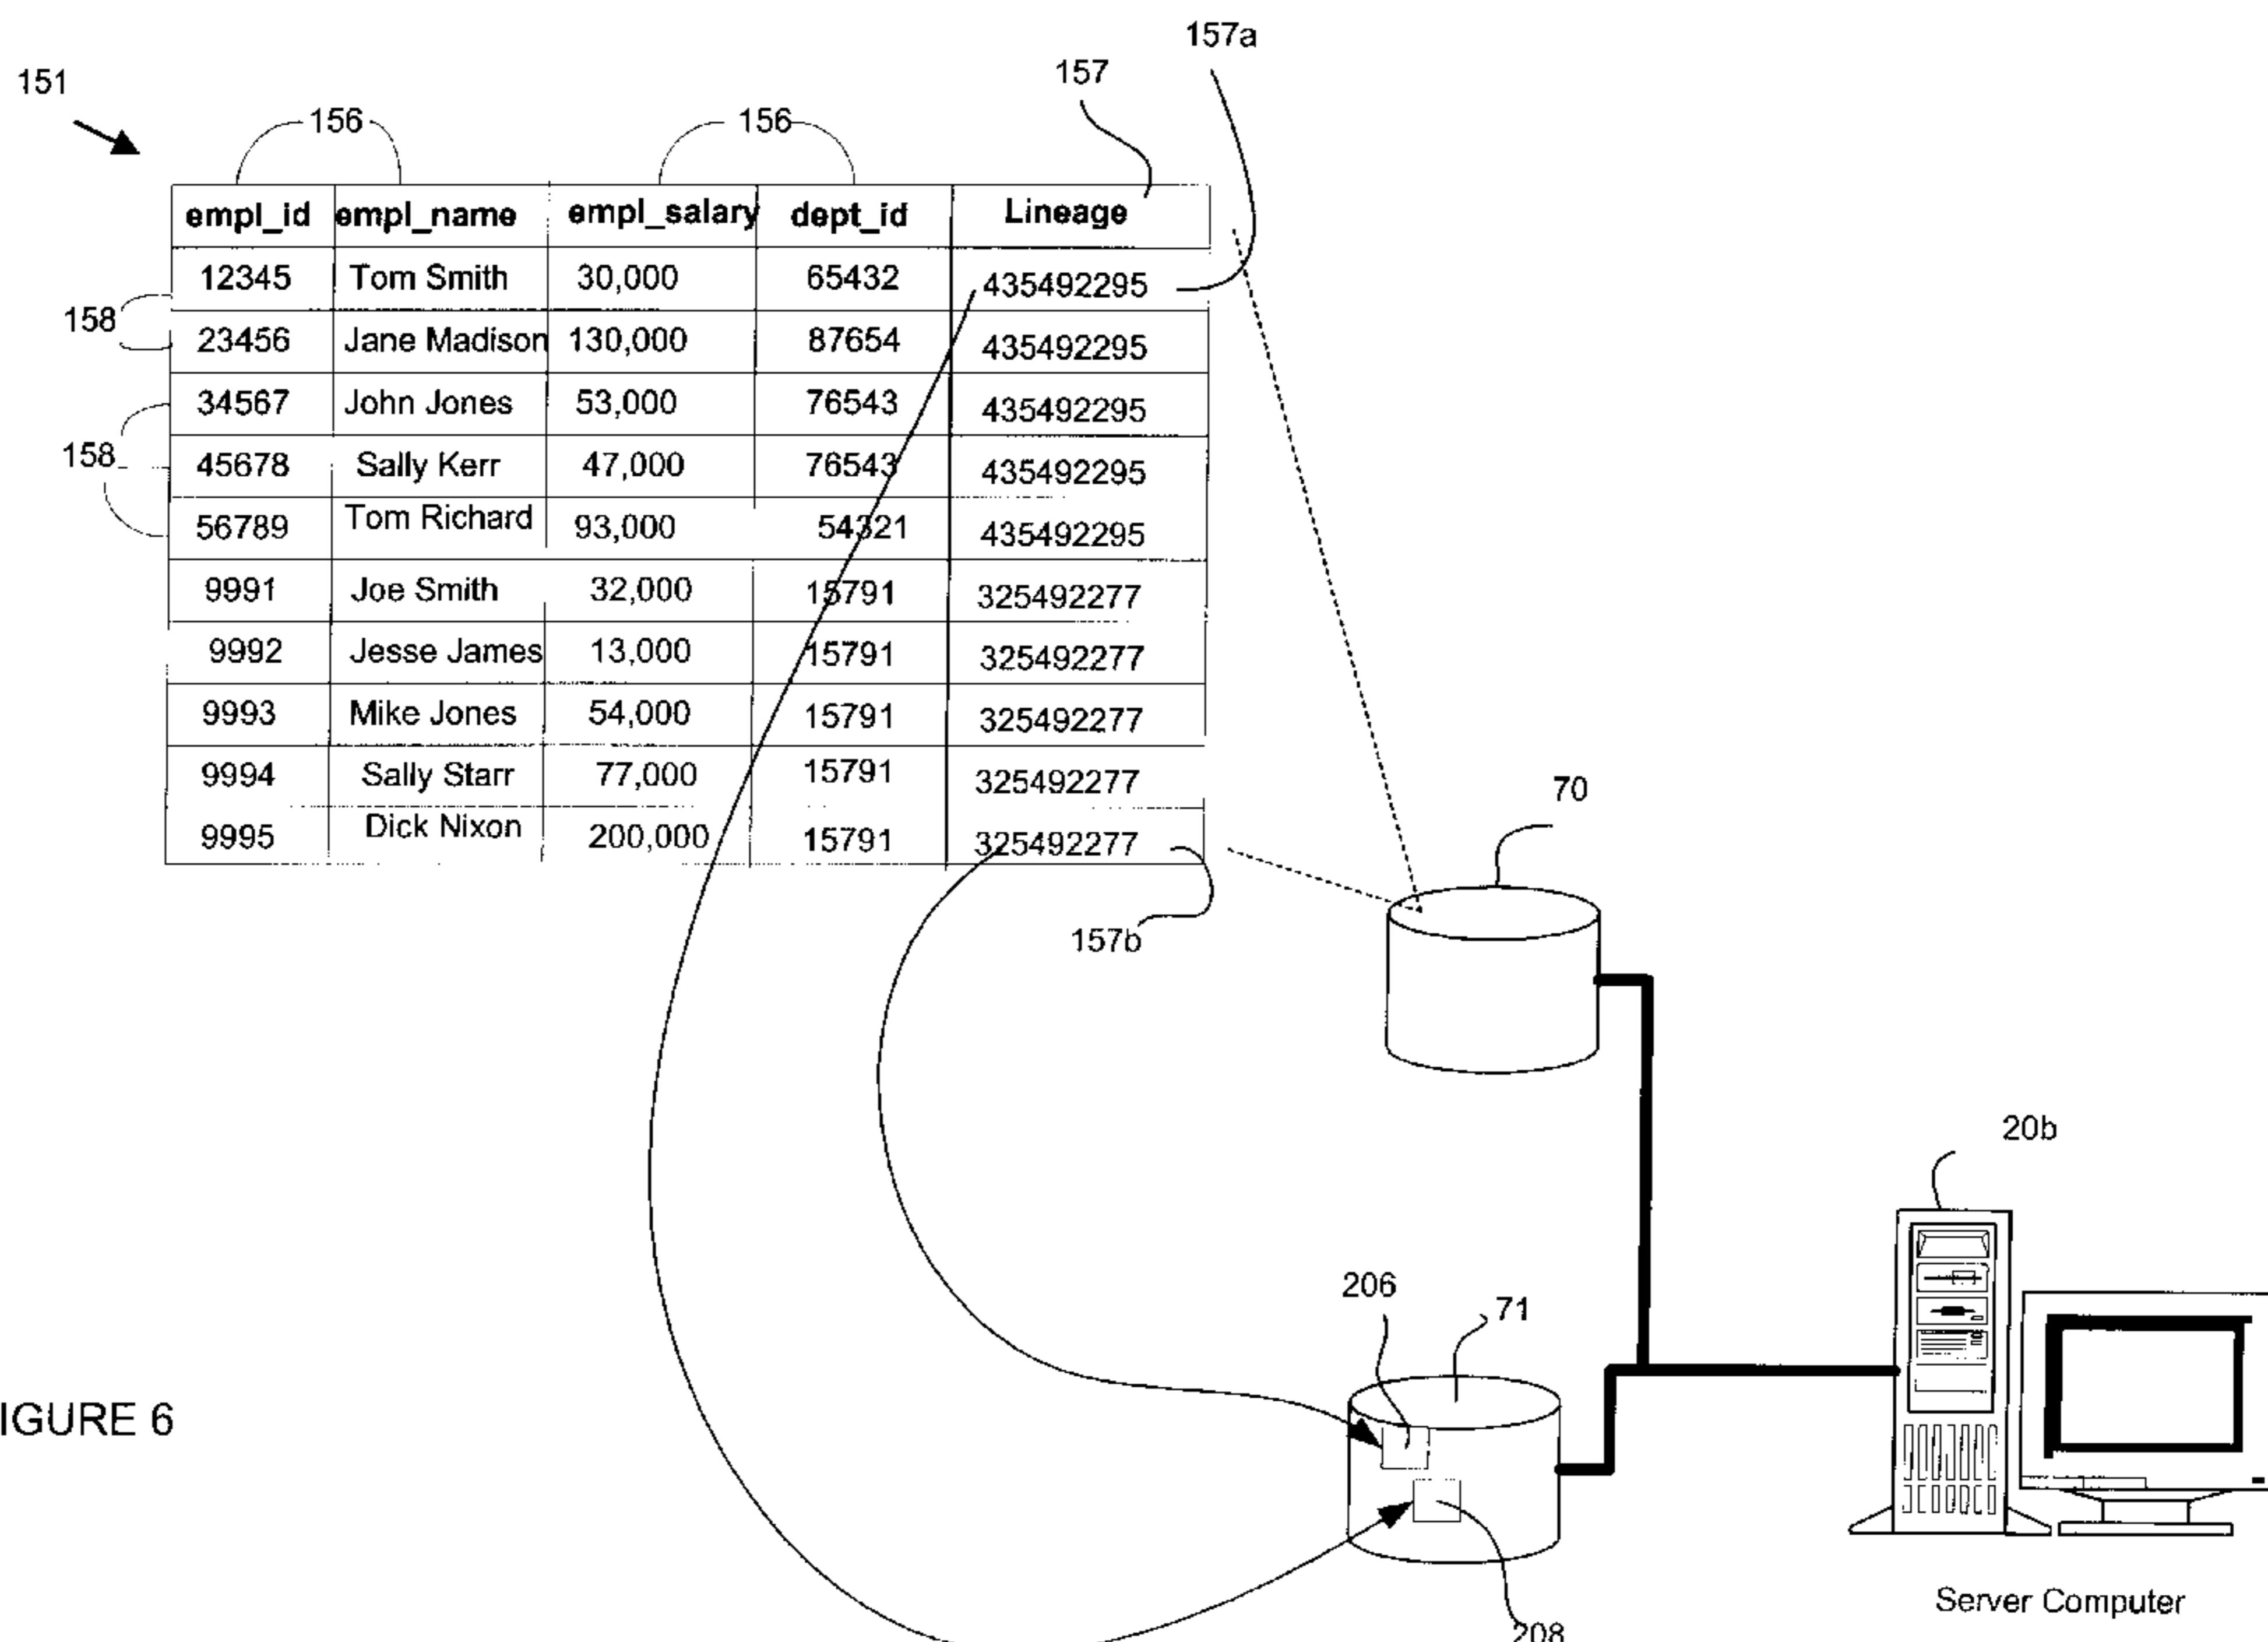 157a
151
157
156
156
empl_id empl_name empl_salary dept_id Lineage
12345 Tom Smith 30,000 65432 435492295
158
23456 Jane Madison 130,000 87654 435492295
34567 John Jones 53,000 76543 435492295
158
45678 Sally Kerr 47,000 76543 435492295
56789 Tom Richard 93,000 54321 435492295
9991 Joe Smith 32,000 15791 325492277
9992 Jesse James 13,000 15791 325492277
9993 Mike Jones 54,000 15791 325492277
9994 Sally Starr 77,000 15791 325492277
9995 Dick Nixon 200,000 15791 325492277
70
157b
20b
206
71
IGURE 6
Server Computer
208